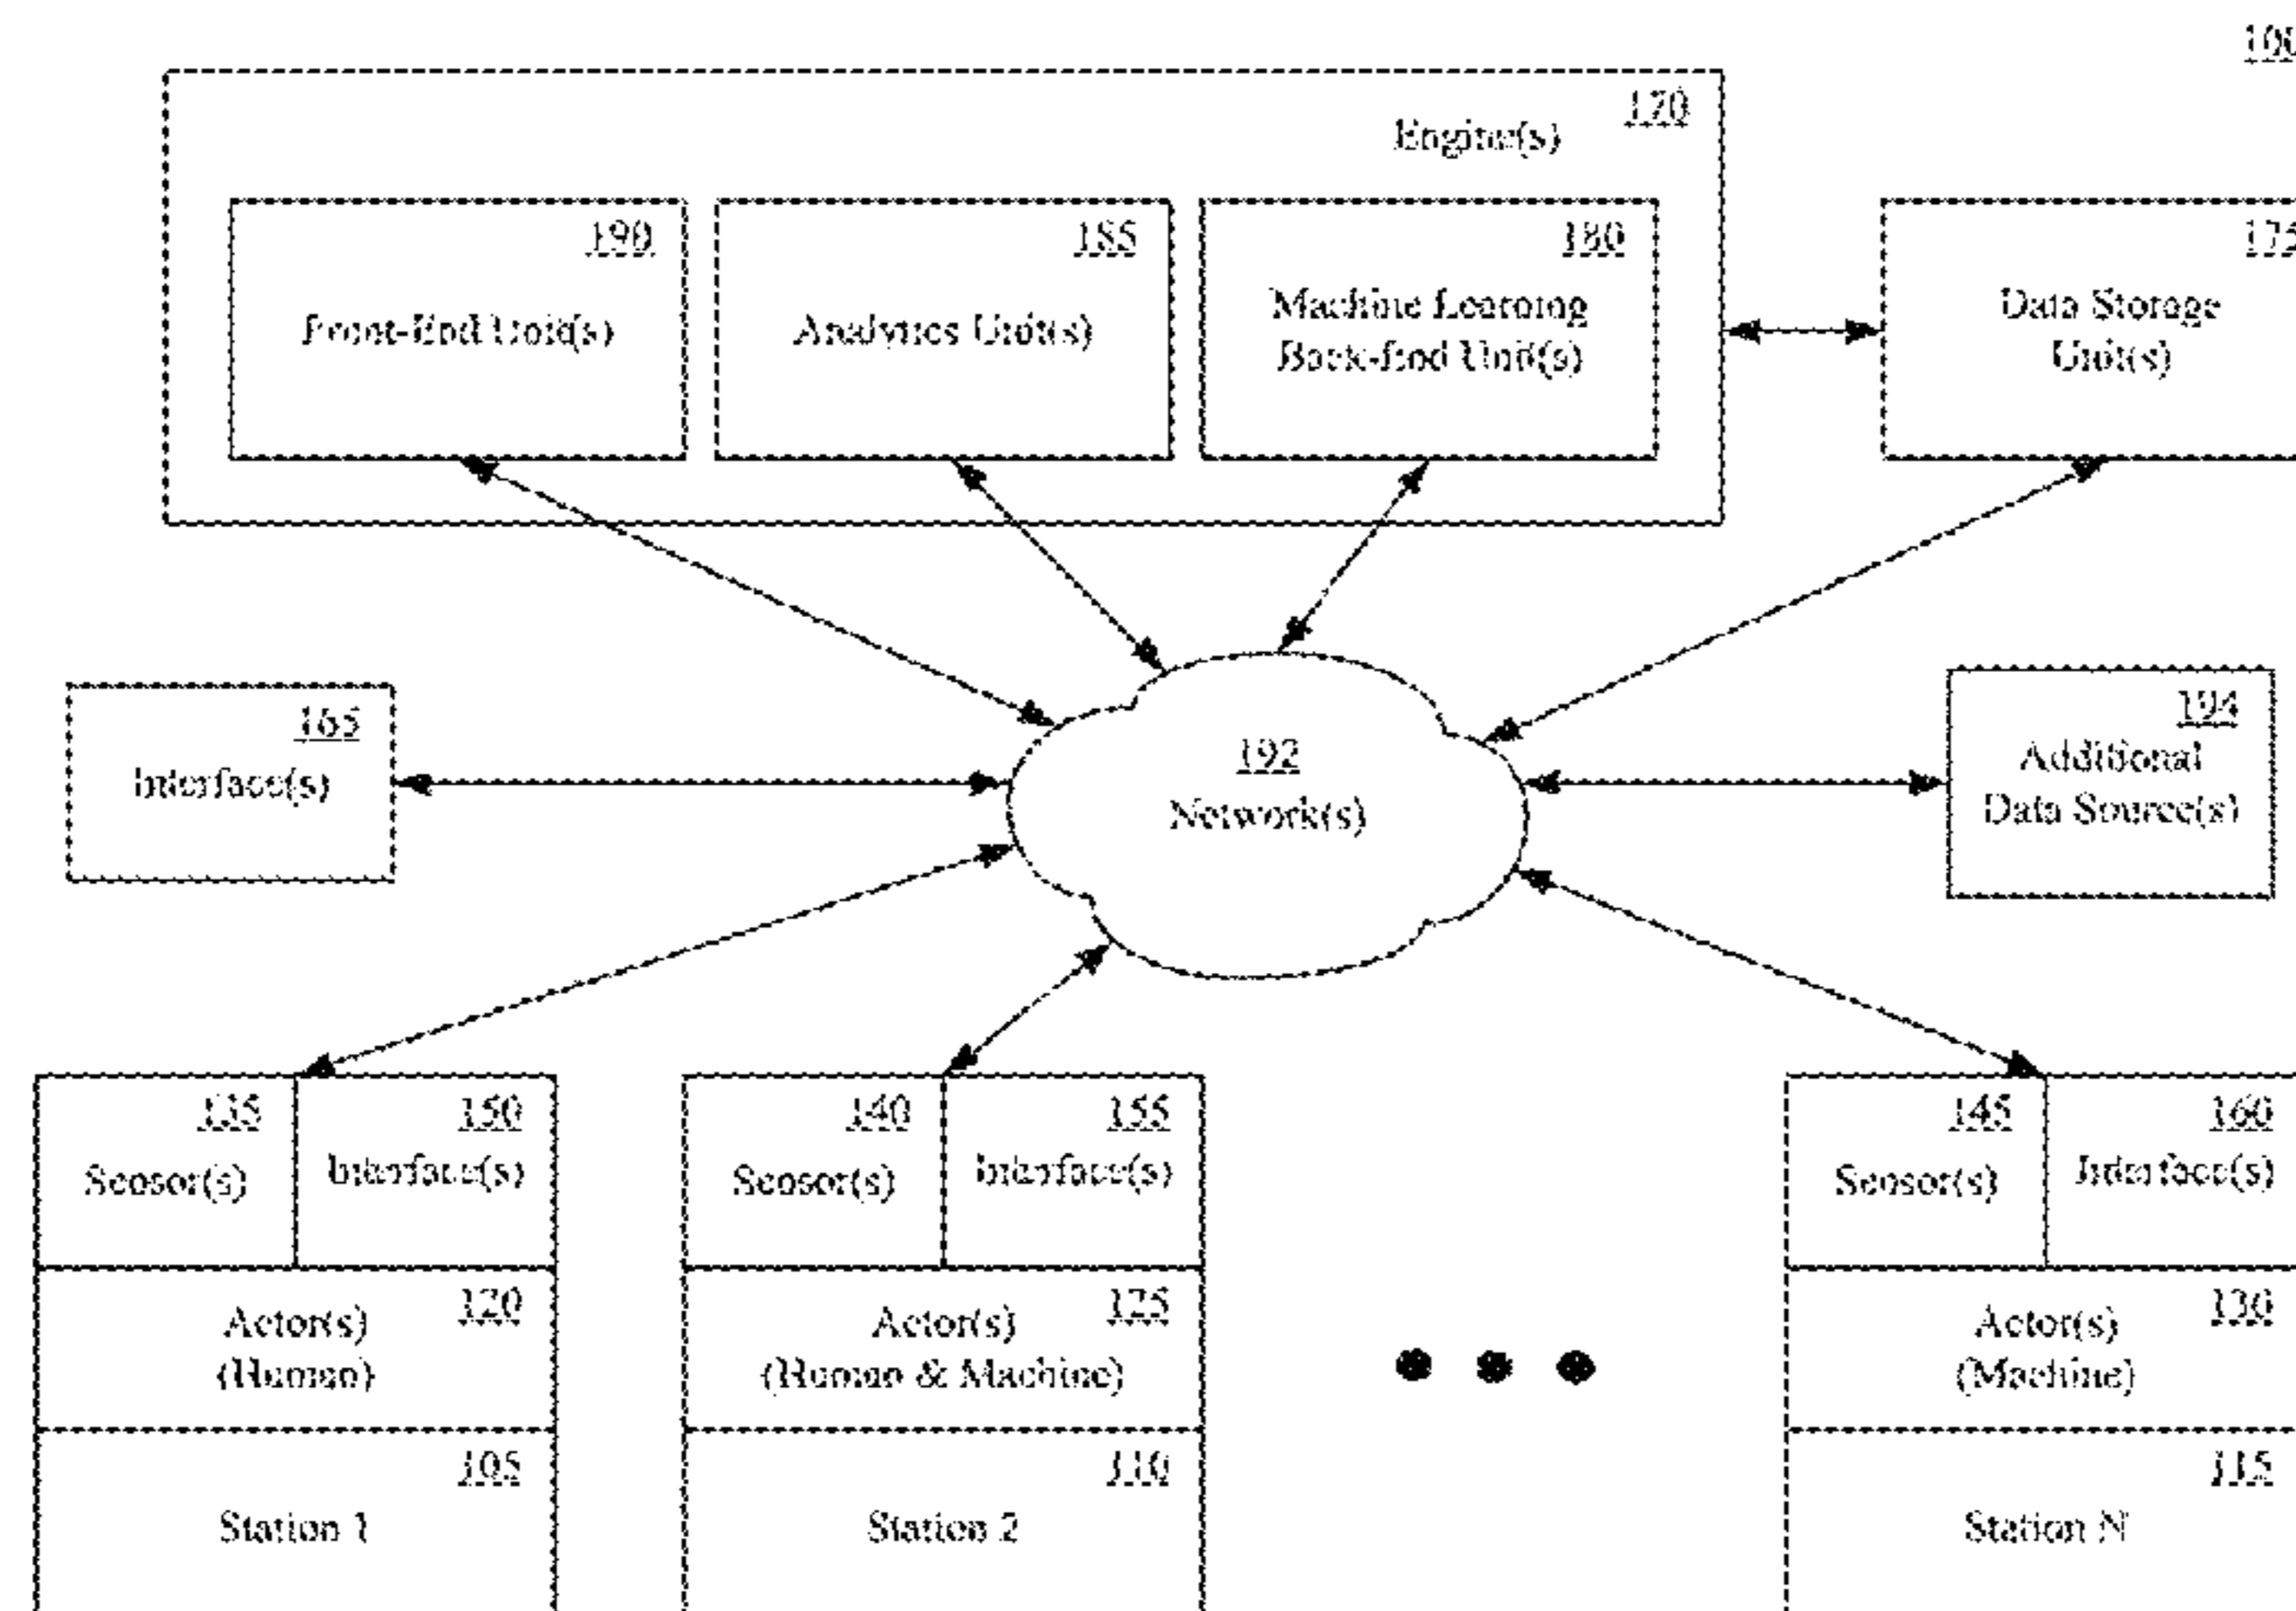 100
170
Engine(s)
190
Front-End Unit(s)
185
Analytics Unit(s)
180
Machine Learning
Back-End Unit(s)
175
Data Storage
Unit(s)
165
Interface(s)
192
Network(s)
194
Additional
Data Source(s)
135
Sensor(s)
150
Interface(s)
120
Actor(s)
(Human)
105
Station 1
140
Sensor(s)
155
Interface(s)
125
Actor(s)
(Human & Machine)
110
Station 2
145
Sensor(s)
160
Interface(s)
130
Actor(s)
(Machine)
115
Station N